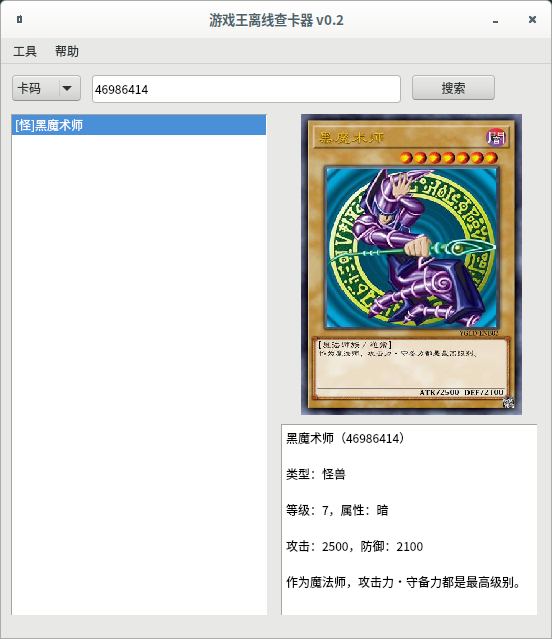 游戏王离线查卡器 v0.2
工具 帮助
卡码 46986414 搜索
[怪]黑魔术师
黑魔术师
闇
[魔法师族/通常]
作为魔法师，攻击力·守备力都是最高级别。
ATK/2500 DEF/2100
黑魔术师（46986414）
类型：怪兽
等级：7，属性：暗
攻击：2500，防御：2100
作为魔法师，攻击力·守备力都是最高级别。